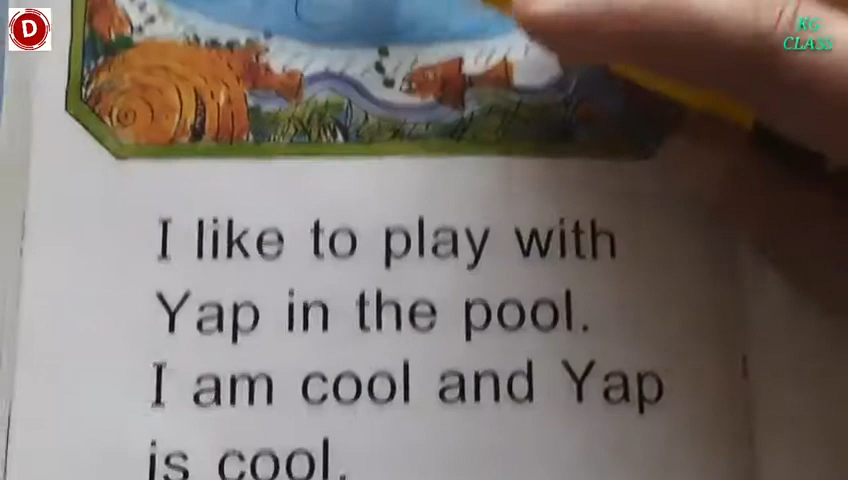 D
KG
CLASS
I like to play with
Yap in the pool.
I am cool and Yap
is cool.